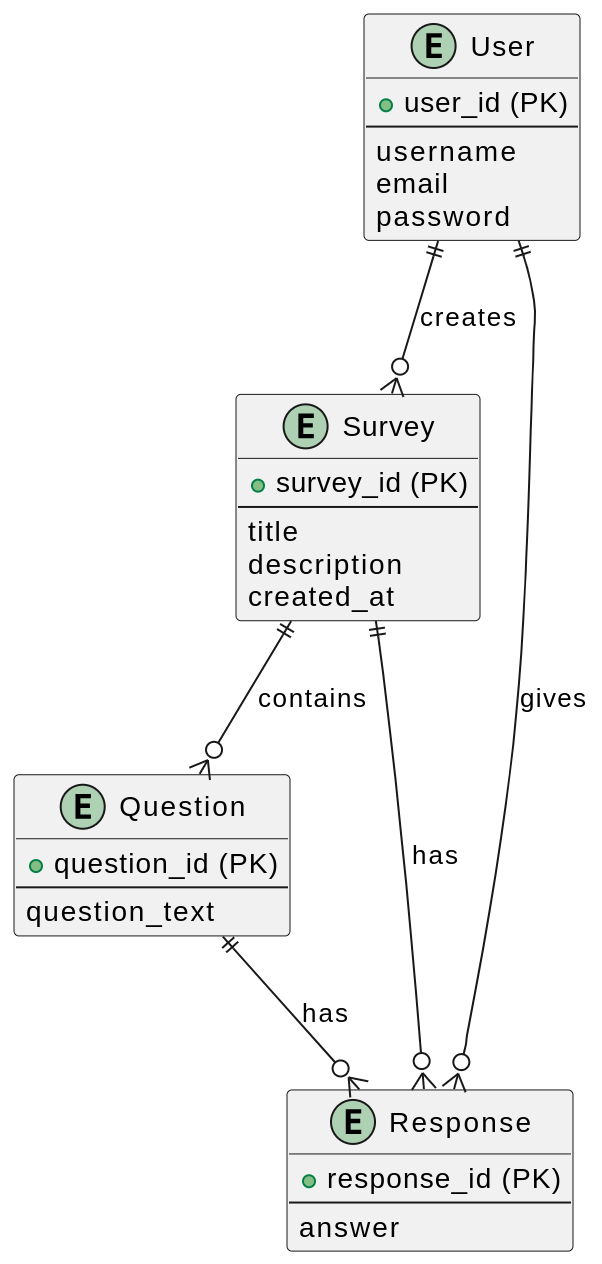 E User
user_id (PK)
username
email
password
creates
E Survey
survey_id (PK)
title
description
created_at
contains
gives
E Question
question_id (PK)
question_text
has
has
E Response
response_id (PK)
answer